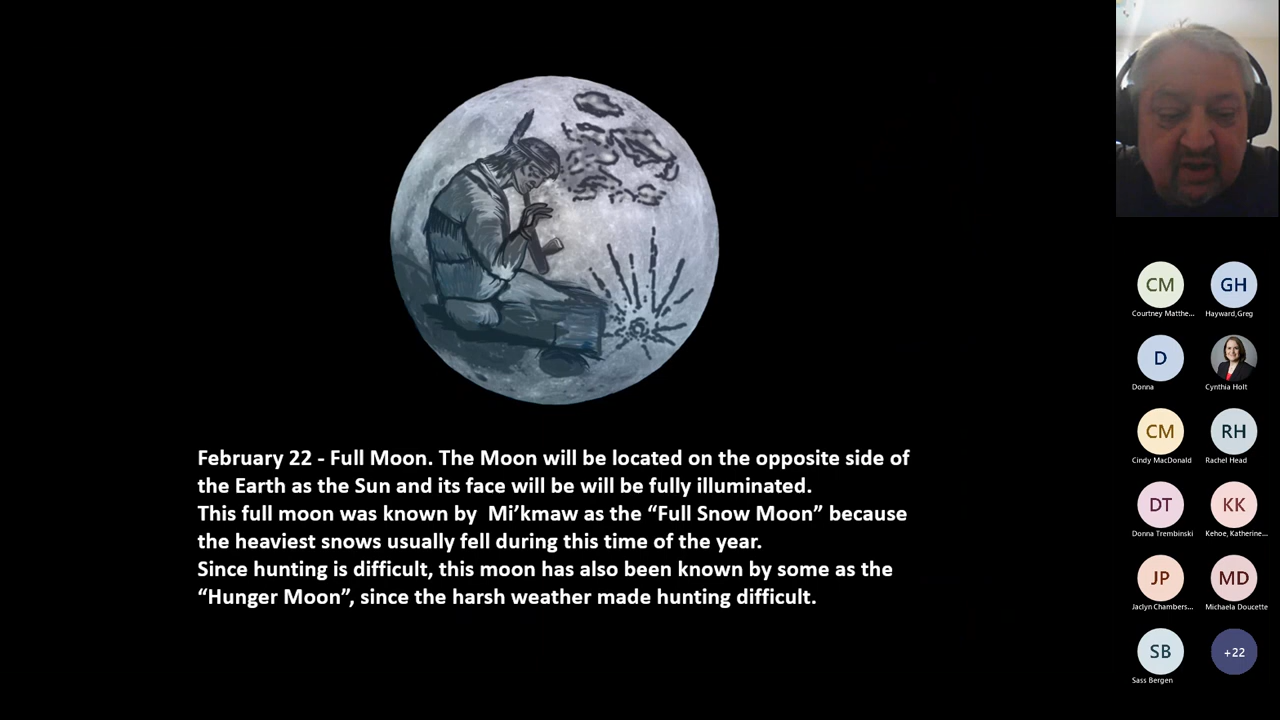 February 22 - Full Moon. The Moon will be located on the opposite side of
the Earth as the Sun and its face will be will be fully illuminated.
This full moon was known by  Mi’kmaw as the “Full Snow Moon” because
the heaviest snows usually fell during this time of the year.
Since hunting is difficult, this moon has also been known by some as the
“Hunger Moon”, since the harsh weather made hunting difficult.
CM
GH
Courtney Matthe...
Hayward,Greg
D
Donna
Cynthia Holt
CM
RH
Cindy MacDonald
Rachel Head
DT
KK
Donna Trembinski
Kehoe, Katherine...
JP
MD
Jaclyn Chambers...
Michaela Doucette
SB
+22
Sass Bergen